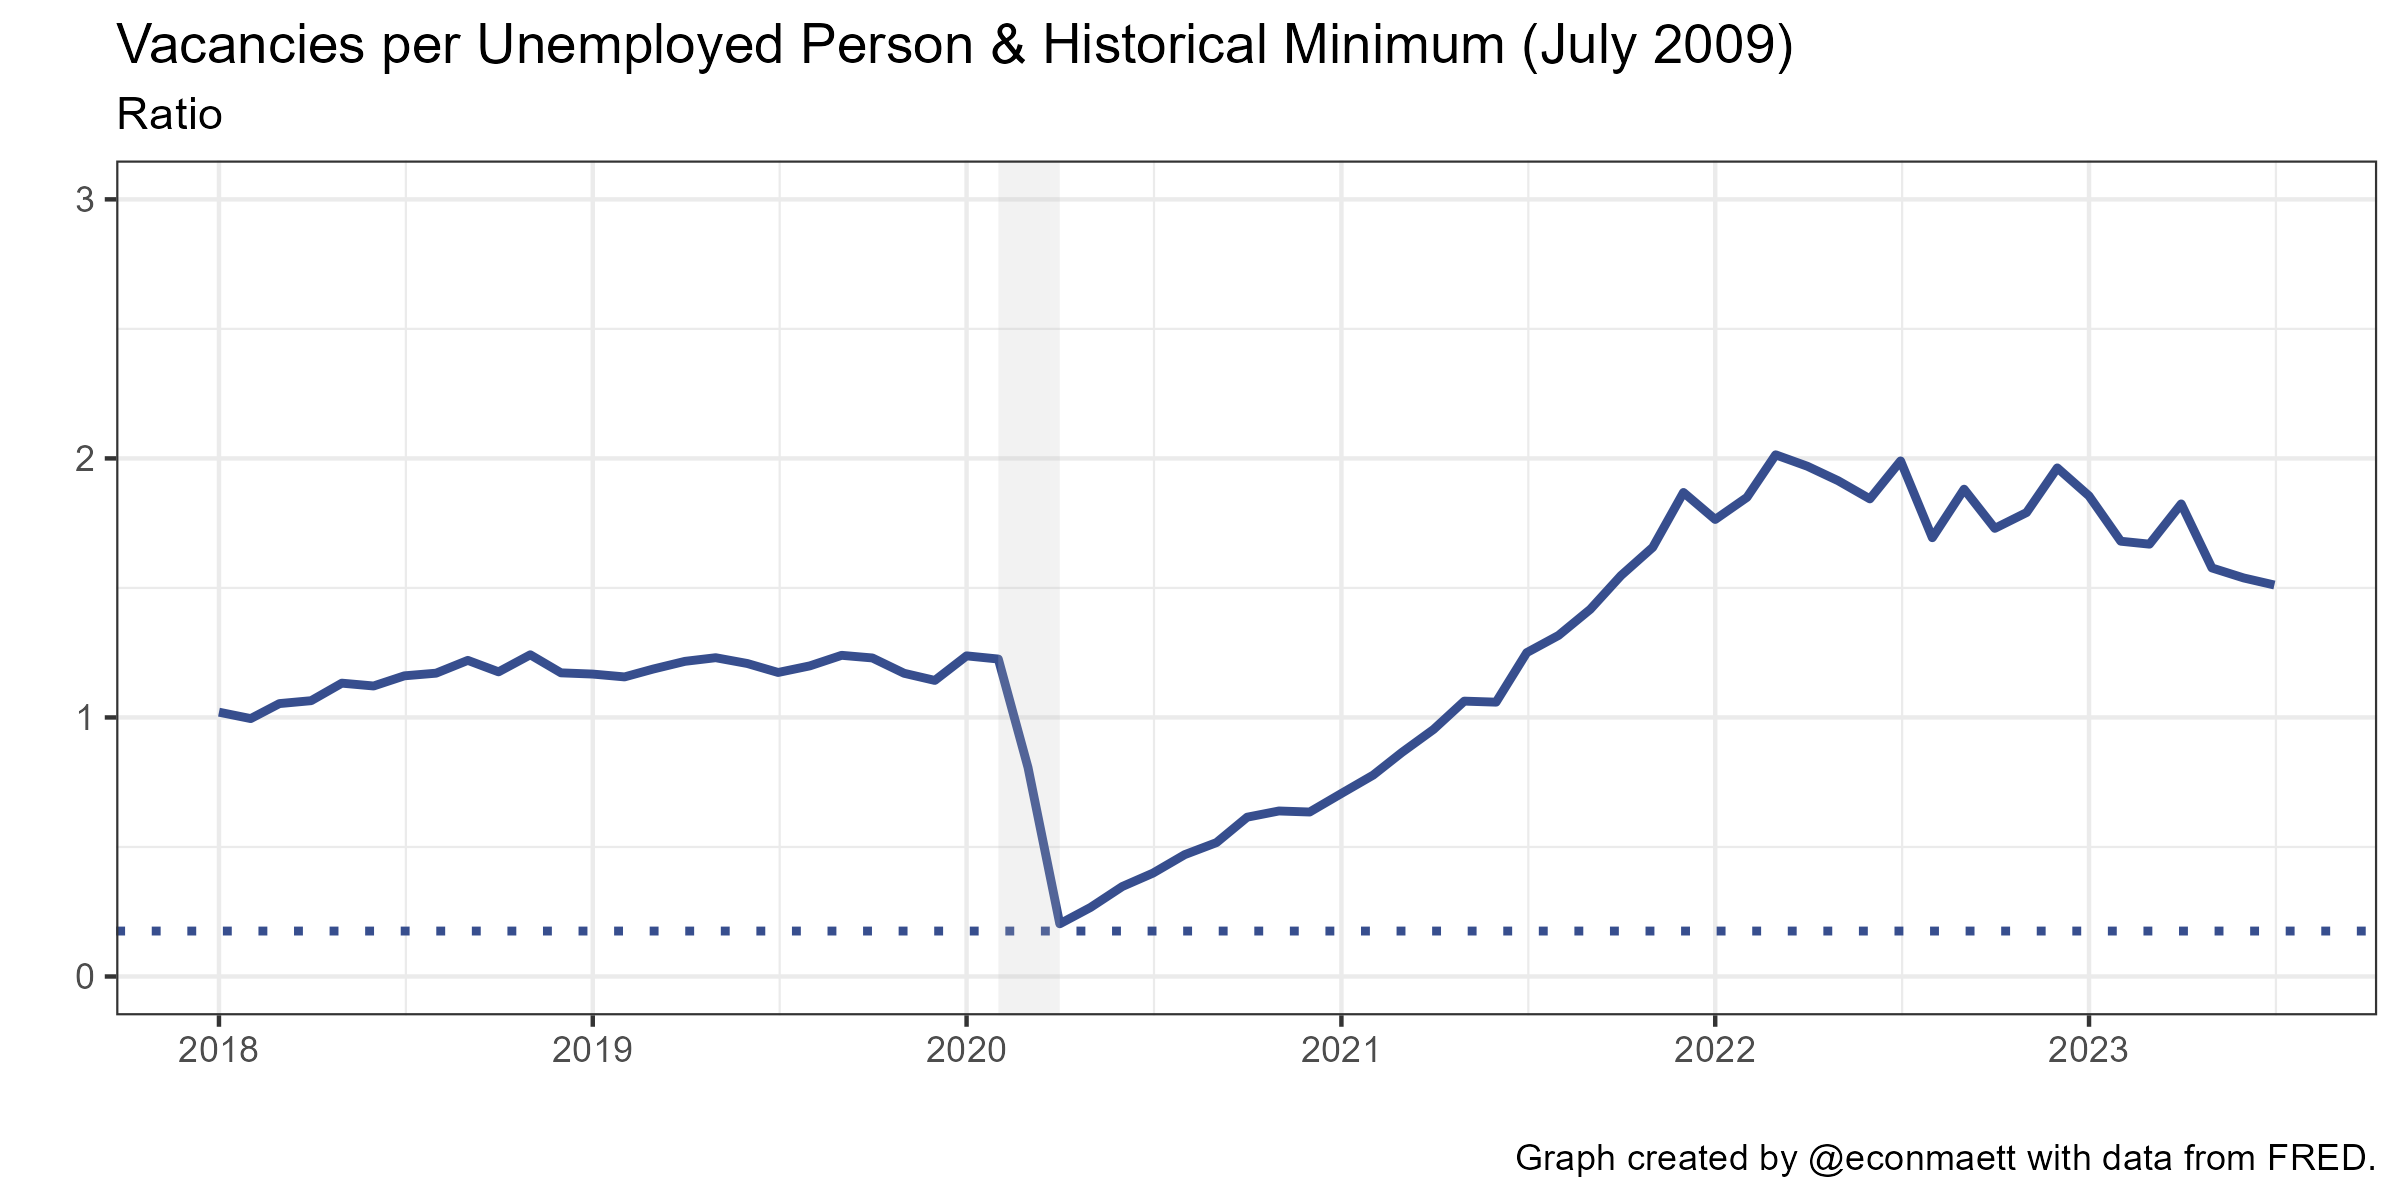 Vacancies per Unemployed Person & Historical Minimum (July 2009)
Ratio
3
2
1
0
2018 2019 2020 2021 2022 2023
Graph created by @econmaett with data from FRED.